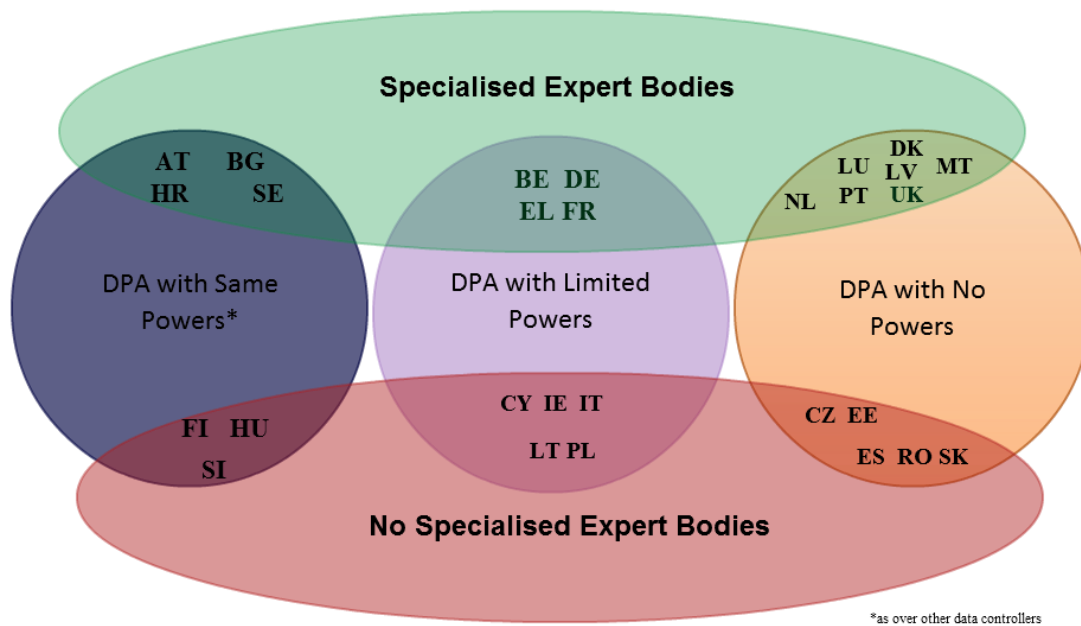 Specialised Expert Bodies
AT BG
HR SE
BE DE
EL FR
DK
LU LV MT
NL PT UK
DPA with Same
Powers*
DPA with Limited
Powers
DPA with No
Powers
FI HU
SI
CY IE IT
LT PL
CZ EE
ES RO SK
No Specialised Expert Bodies
*as over other data controllers